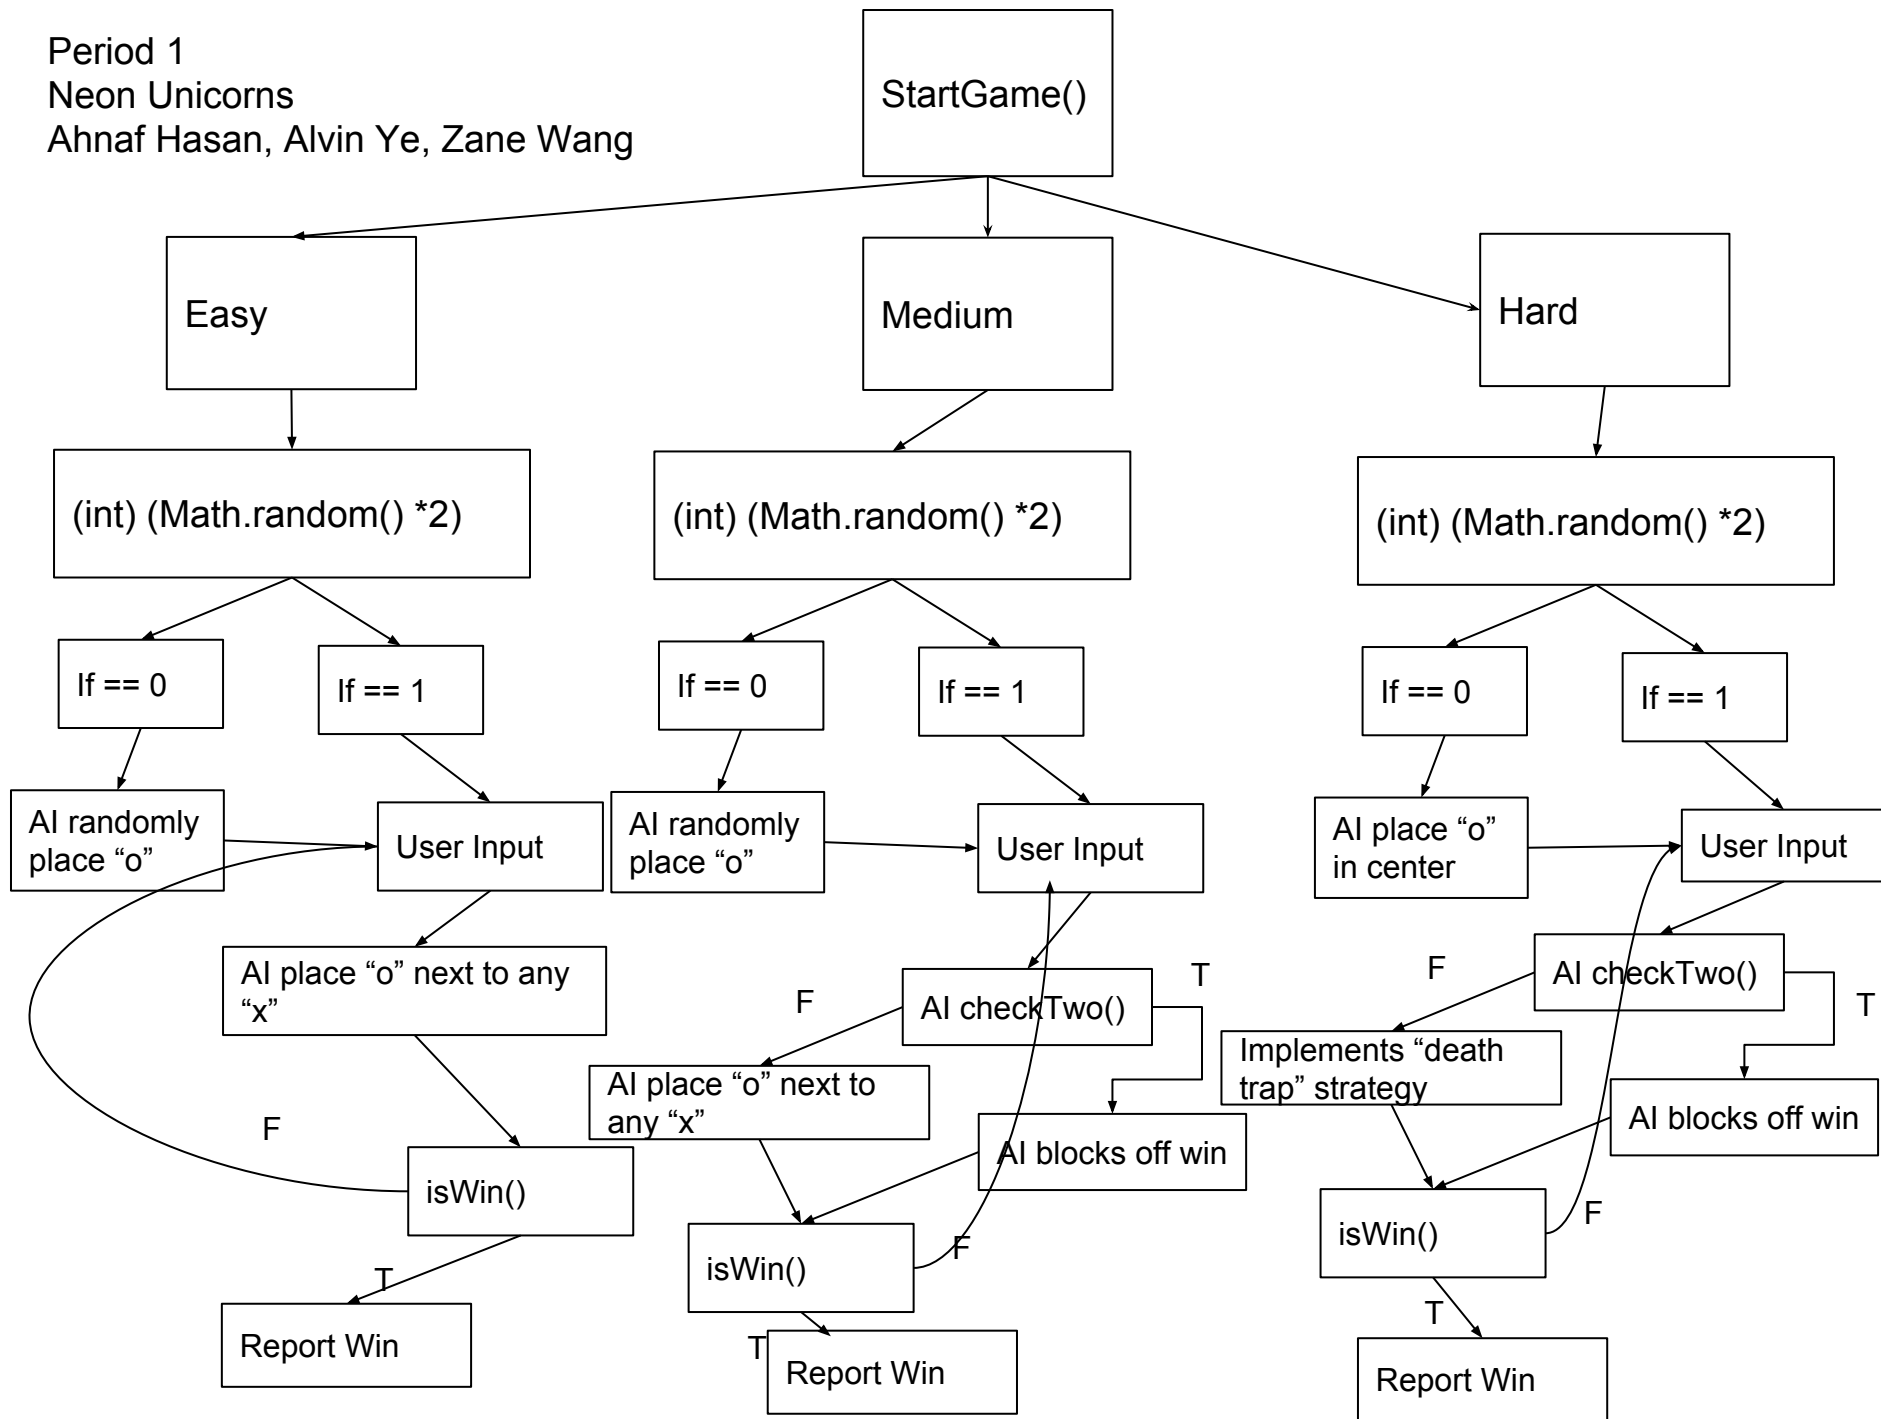 Period 1
Neon Unicorns
Ahnaf Hasan, Alvin Ye, Zane Wang
StartGame()
Easy
Medium
Hard
(int) (Math.random() *2)
(int) (Math.random() *2)
(int) (Math.random() *2)
If == 0
If == 1
If == 0
If == 1
If == 0
If == 1
AI randomly
place “o”
User Input
AI randomly
place “o”
User Input
AI place “o”
in center
User Input
AI place “o” next to any
“x”
F
isWin()
T
Report Win
AI checkTwo()
F
T
AI place “o” next to
any “x”
AI blocks off win
isWin()
F
T
Report Win
AI checkTwo()
F
T
Implements “death
trap” strategy
AI blocks off win
isWin()
F
T
Report Win